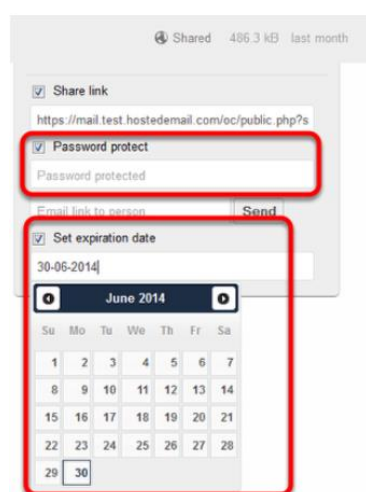 Shared 486.3 kB last month
Share link
https://mail.test.hostedemail.com/oc/public.php?s
Password protect
Password protected
Email link to person Send
Set expiration date
30-06-2014
June 2014
Su Mo Tu We Th Fr Sa
1 2 3 4 5 6 7
8 9 10 11 12 13 14
15 16 17 18 19 20 21
22 23 24 25 26 27 28
29 30